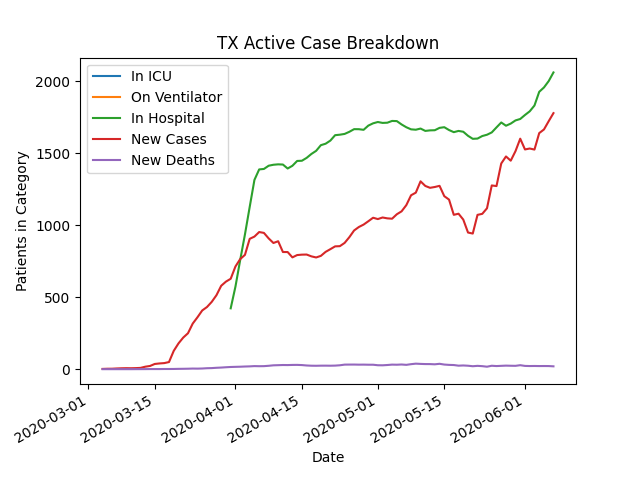 TX Active Case Breakdown
In ICU
On Ventilator
In Hospital
New Cases
New Deaths
Patients in Category
2000
1500
1000
500
0
2020-03-01
2020-03-15
2020-04-01
2020-04-15
2020-05-01
2020-05-15
2020-06-01
Date